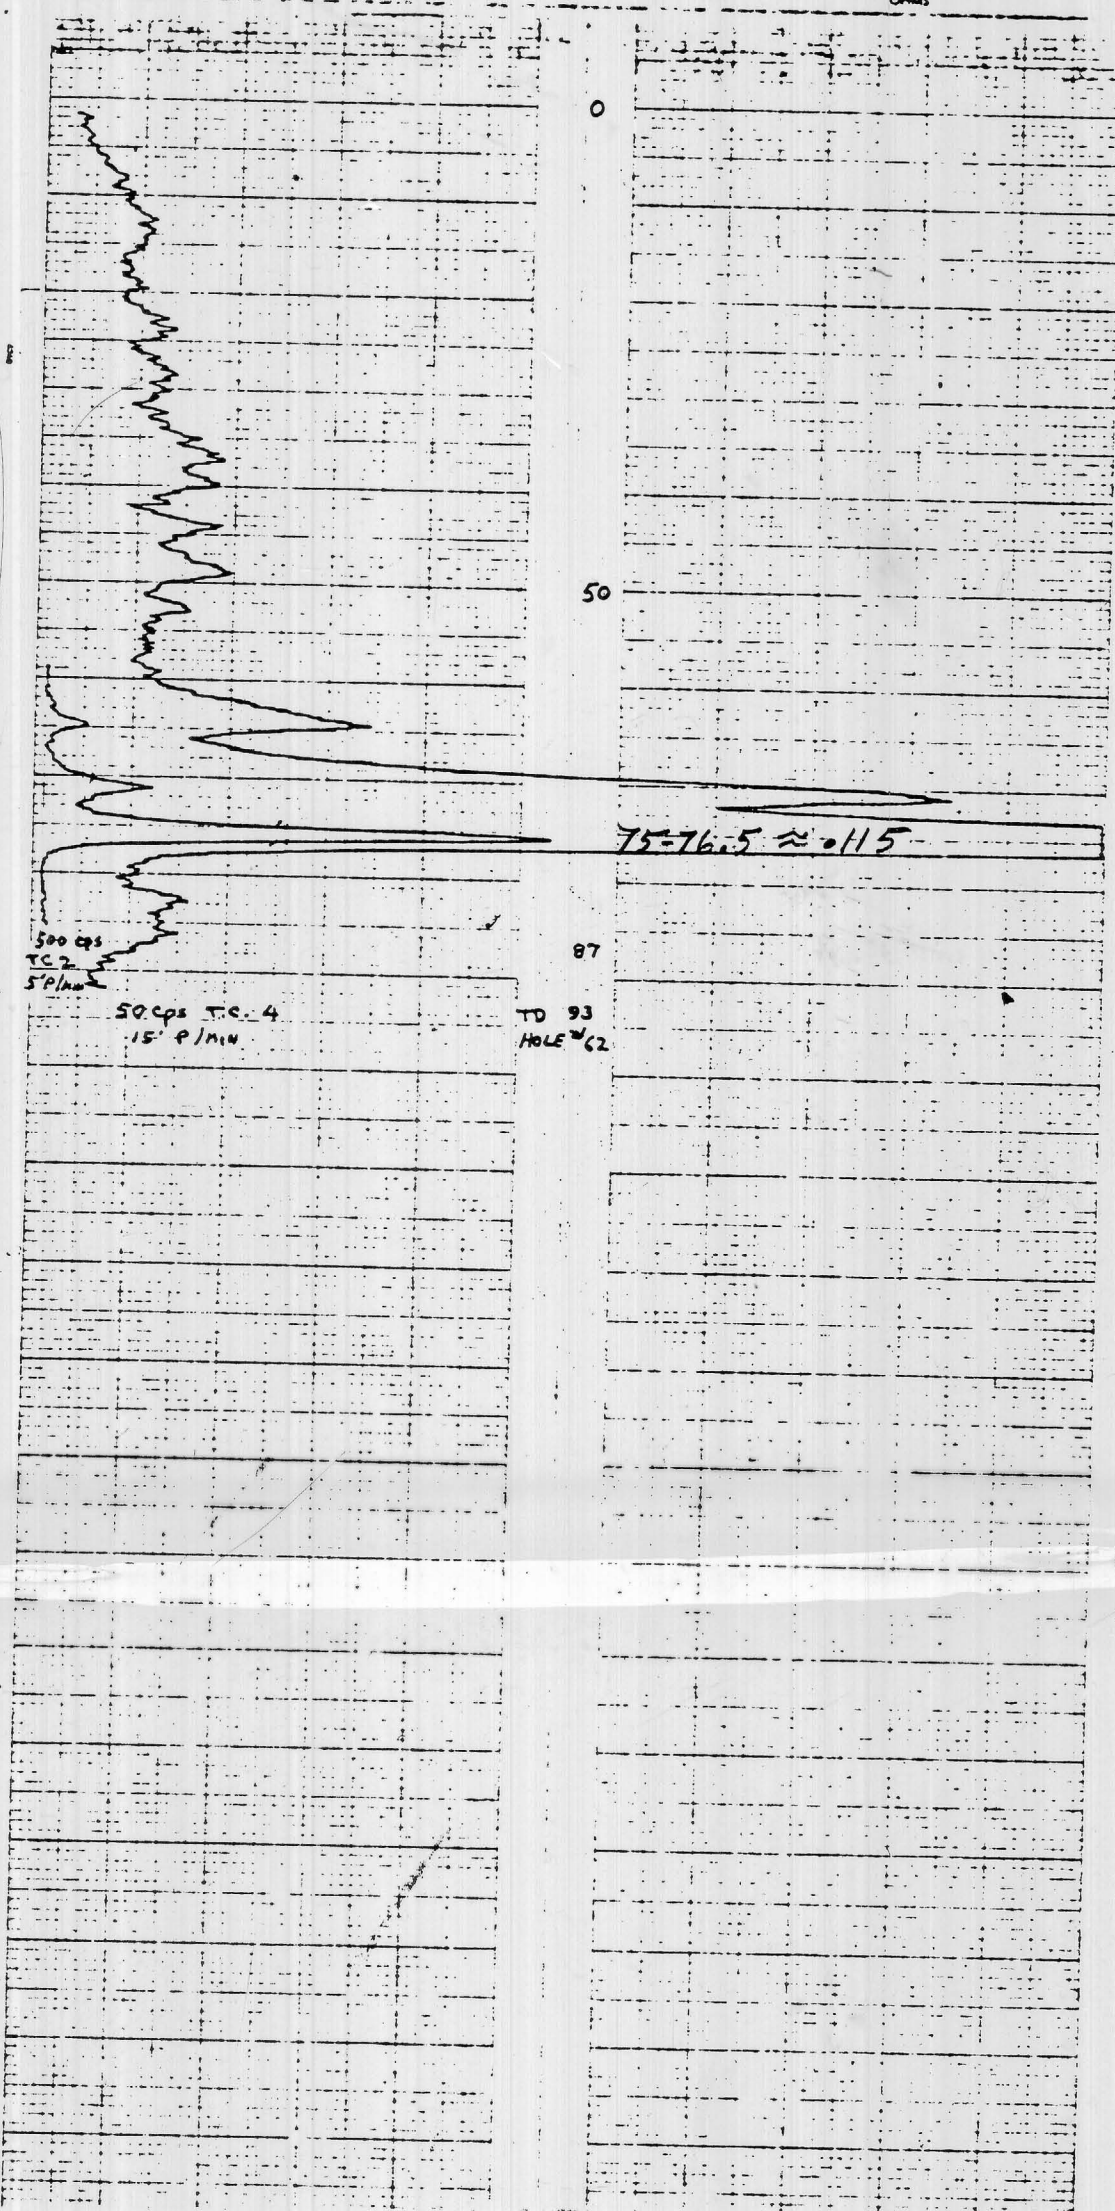 0
50
75-76.5 ≈ .115
500 cps
TC 2
5' P/MIN
87
50 cps T.C. 4
15' P/MIN
TD 93
HOLE # 62